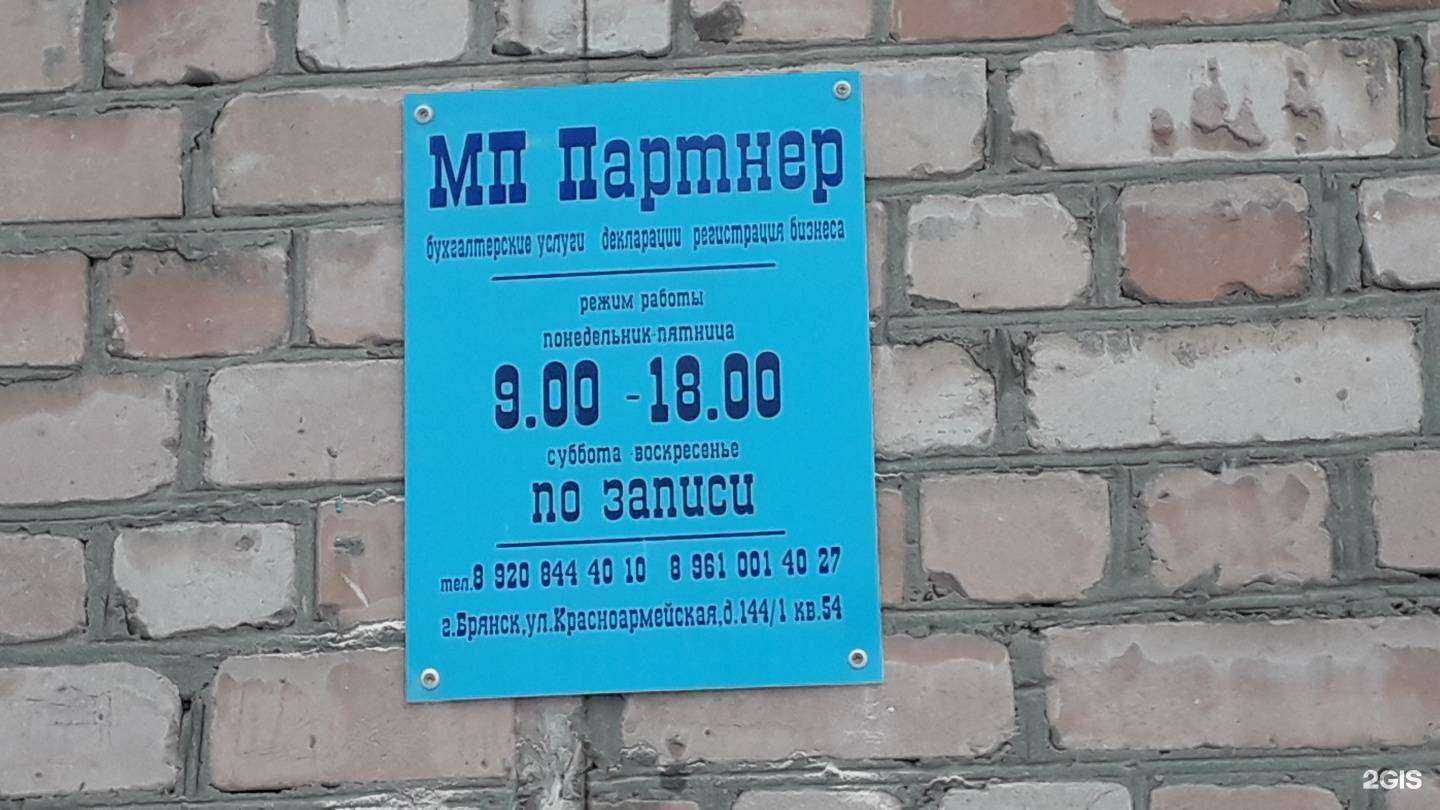 МП Партнер
бухгалтерские услуги декларации регистрация бизнеса
режим работы
понедельник-пятница
9.00 -18.00
суббота -воскресенье
по записи
тел.8 920 844 40 10 8 961 001 40 27
г.Брянск,ул.Красноармейская,д.144/1 кв.54
2GIS